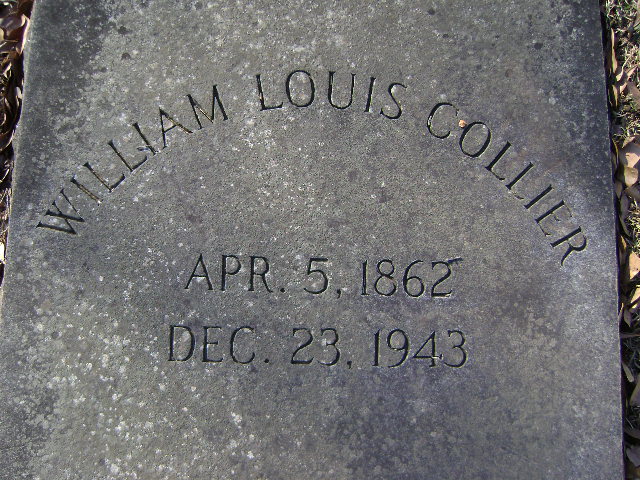 WILLIAM LOUIS COLLIER
APR. 5, 1862
DEC. 23, 1943